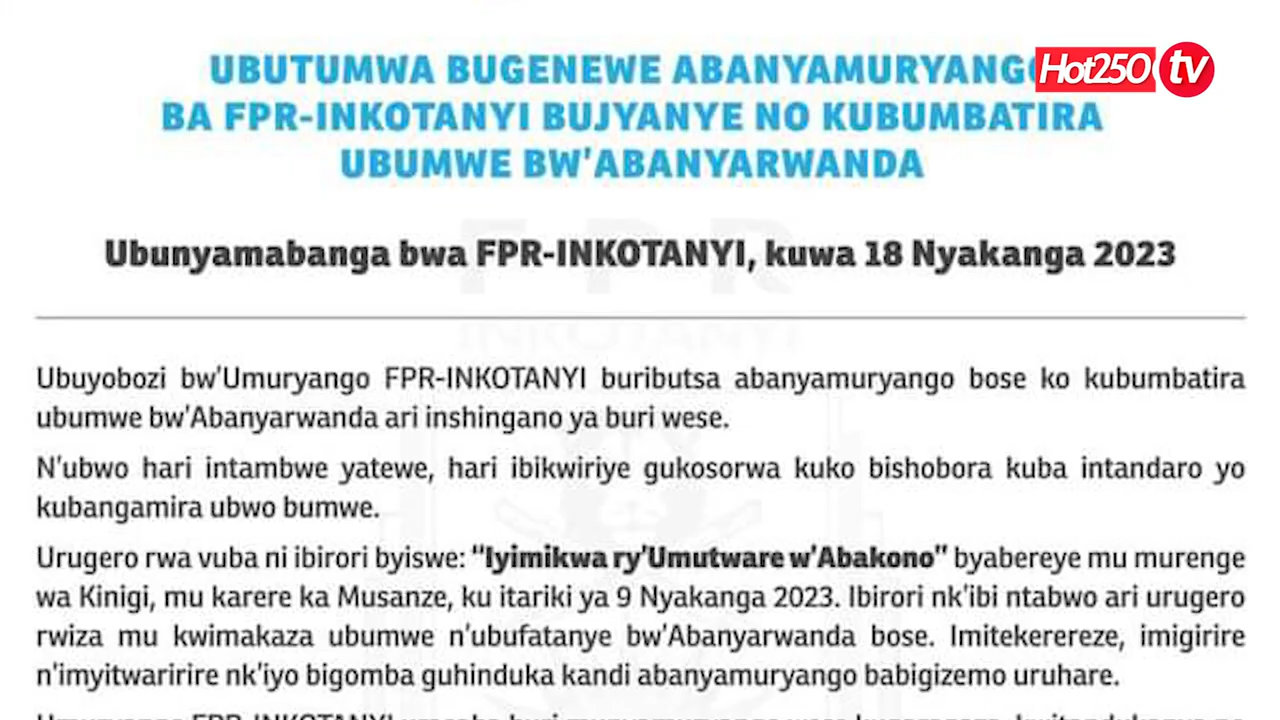 UBUTUMWA BUGENEWE ABANYAMURYANGO
Hot250 tv
BA FPR-INKOTANYI BUJYANYE NO KUBUMBATIRA
UBUMWE BW'ABANYARWANDA
FPR
INKOTANYI
Ubunyamabanga bwa FPR-INKOTANYI, kuwa 18 Nyakanga 2023
Ubuyobozi bw'Umuryango FPR-INKOTANYI buributsa abanyamuryango bose ko kubumbatira
ubumwe bw'Abanyarwanda ari inshingano ya buri wese.
N'ubwo hari intambwe yatewe, hari ibikwiriye gukosorwa kuko bishobora kuba intandaro yo
kubangamira ubwo bumwe.
Urugero rwa vuba ni ibirori byiswe: "Iyimikwa ry'Umutware w'Abakono" byabereye mu murenge
wa Kinigi, mu karere ka Musanze, ku itariki ya 9 Nyakanga 2023. Ibirori nk'ibi ntabwo ari urugero
rwiza mu kwimakaza ubumwe n'ubufatanye bw'Abanyarwanda bose. Imitekerereze, imigirire
n'imyitwaririre nk'iyo bigomba guhinduka kandi abanyamuryango babigizemo uruhare.